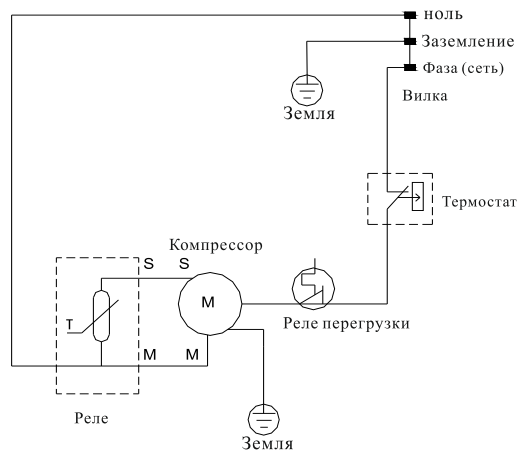 ноль
Заземление
Фаза (сеть)
Вилка
Земля
Термостат
Компрессор
S S
M
T
Реле перегрузки
M M
Реле
Земля